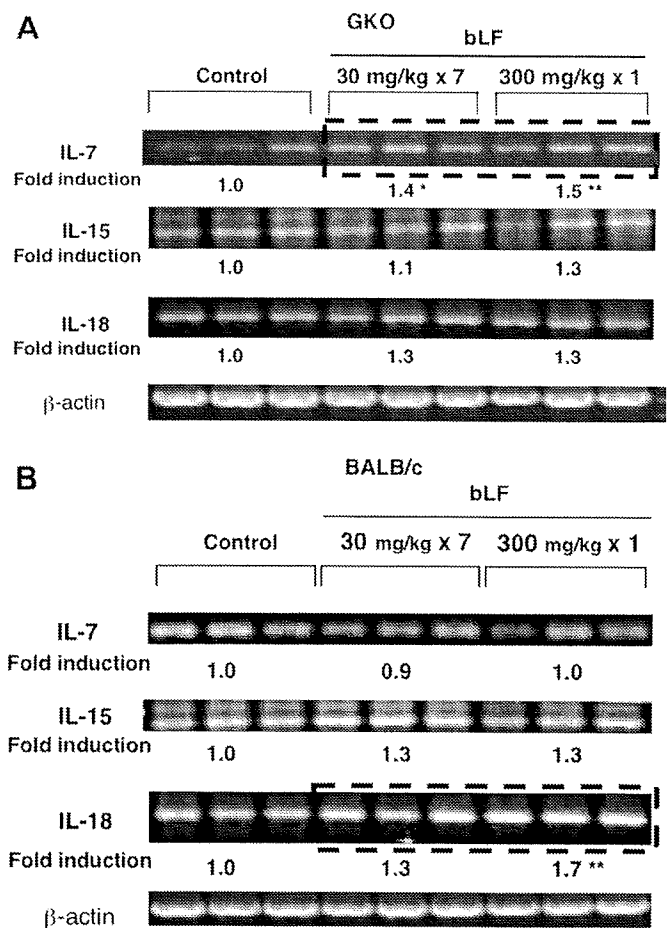 A
GKO
bLF
Control 30 mg/kg x 7 300 mg/kg x 1
IL-7
Fold induction 1.0 1.4 * 1.5 **
IL-15
Fold induction 1.0 1.1 1.3
IL-18
Fold induction 1.0 1.3 1.3
β-actin
B
BALB/c
bLF
Control 30 mg/kg x 7 300 mg/kg x 1
IL-7
Fold induction 1.0 0.9 1.0
IL-15
Fold induction 1.0 1.3 1.3
IL-18
Fold induction 1.0 1.3 1.7 **
β-actin